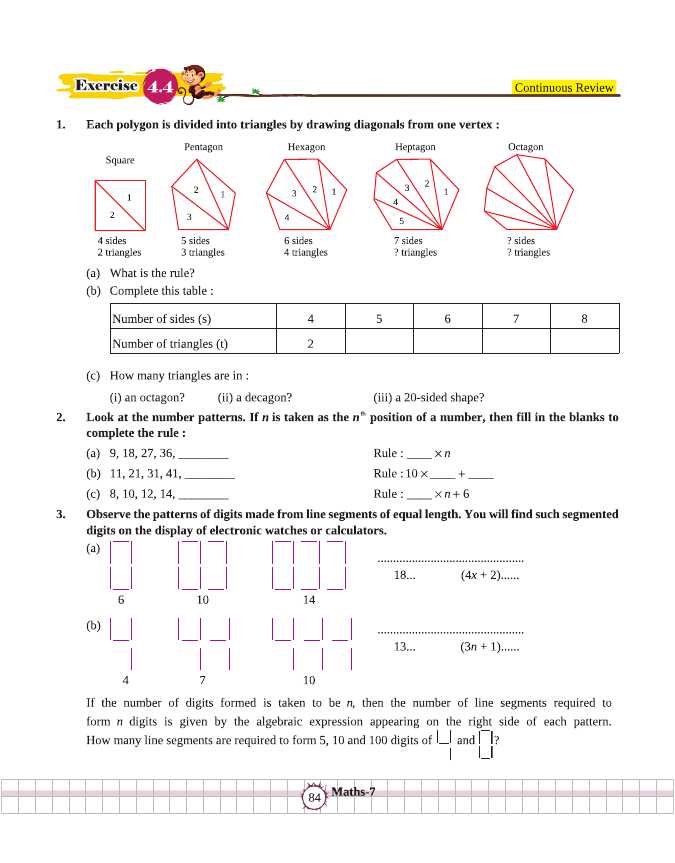 Exercise 4.4
Continuous Review
1. Each polygon is divided into triangles by drawing diagonals from one vertex :
Square Pentagon Hexagon Heptagon Octagon
1 2
2 1 3
3 2 1 4
3 2 1 4 5
4 sides 5 sides 6 sides 7 sides ? sides
2 triangles 3 triangles 4 triangles ? triangles ? triangles
(a) What is the rule?
(b) Complete this table :
Number of sides (s) 4 5 6 7 8
Number of triangles (t) 2
(c) How many triangles are in :
(i) an octagon? (ii) a decagon? (iii) a 20-sided shape?
2. Look at the number patterns. If n is taken as the nth position of a number, then fill in the blanks to
complete the rule :
(a) 9, 18, 27, 36, ________ Rule : ____ × n
(b) 11, 21, 31, 41, ________ Rule : 10 × ____ + ____
(c) 8, 10, 12, 14, ________ Rule : ____ × n + 6
3. Observe the patterns of digits made from line segments of equal length. You will find such segmented
digits on the display of electronic watches or calculators.
(a) ...............................................
6 10 14 18... (4x + 2)......
(b) ...............................................
4 7 10 13... (3n + 1)......
If the number of digits formed is taken to be n, then the number of line segments required to
form n digits is given by the algebraic expression appearing on the right side of each pattern.
How many line segments are required to form 5, 10 and 100 digits of and ?
84 Maths-7